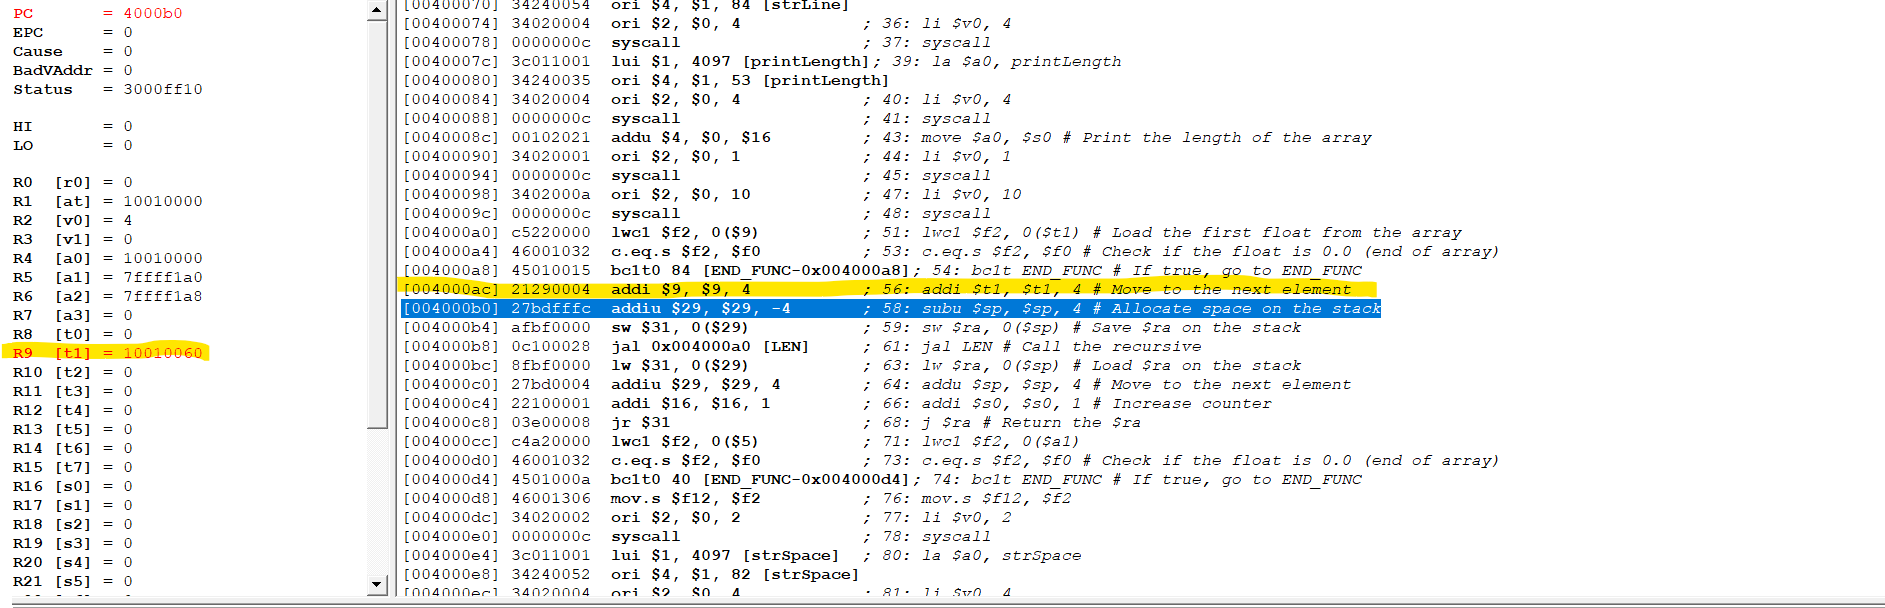 PC       = 4000b0
EPC      = 0
Cause    = 0
BadVAddr = 0
Status   = 3000ff10
HI       = 0
LO       = 0
R0  [r0] = 0
R1  [at] = 10010000
R2  [v0] = 4
R3  [v1] = 0
R4  [a0] = 10010000
R5  [a1] = 7ffff1a0
R6  [a2] = 7ffff1a8
R7  [a3] = 0
R8  [t0] = 0
R9  [t1] = 10010060
R10 [t2] = 0
R11 [t3] = 0
R12 [t4] = 0
R13 [t5] = 0
R14 [t6] = 0
R15 [t7] = 0
R16 [s0] = 0
R17 [s1] = 0
R18 [s2] = 0
R19 [s3] = 0
R20 [s4] = 0
R21 [s5] = 0
[00400070] 34240054  ori $4, $1, 84 [strLine]
[00400074] 34020004  ori $2, $0, 4            ; 36: li $v0, 4
[00400078] 0000000c  syscall                  ; 37: syscall
[0040007c] 3c011001  lui $1, 4097 [printLength]; 39: la $a0, printLength
[00400080] 34240035  ori $4, $1, 53 [printLength]
[00400084] 34020004  ori $2, $0, 4            ; 40: li $v0, 4
[00400088] 0000000c  syscall                  ; 41: syscall
[0040008c] 00102021  addu $4, $0, $16         ; 43: move $a0, $s0 # Print the length of the array
[00400090] 34020001  ori $2, $0, 1            ; 44: li $v0, 1
[00400094] 0000000c  syscall                  ; 45: syscall
[00400098] 3402000a  ori $2, $0, 10           ; 47: li $v0, 10
[0040009c] 0000000c  syscall                  ; 48: syscall
[004000a0] c5220000  lwc1 $f2, 0($9)          ; 51: lwc1 $f2, 0($t1) # Load the first float from the array
[004000a4] 46001032  c.eq.s $f2, $f0          ; 53: c.eq.s $f2, $f0 # Check if the float is 0.0 (end of array)
[004000a8] 45010015  bc1t0 84 [END_FUNC-0x004000a8]; 54: bc1t END_FUNC # If true, go to END_FUNC
[004000ac] 21290004  addi $9, $9, 4           ; 56: addi $t1, $t1, 4 # Move to the next element
[004000b0] 27bdfffc  addiu $29, $29, -4       ; 58: subu $sp, $sp, 4 # Allocate space on the stack
[004000b4] afbf0000  sw $31, 0($29)           ; 59: sw $ra, 0($sp) # Save $ra on the stack
[004000b8] 0c100028  jal 0x004000a0 [LEN]     ; 61: jal LEN # Call the recursive
[004000bc] 8fbf0000  lw $31, 0($29)           ; 63: lw $ra, 0($sp) # Load $ra on the stack
[004000c0] 27bd0004  addiu $29, $29, 4        ; 64: addu $sp, $sp, 4 # Move to the next element
[004000c4] 22100001  addi $16, $16, 1         ; 66: addi $s0, $s0, 1 # Increase counter
[004000c8] 03e00008  jr $31                   ; 68: j $ra # Return the $ra
[004000cc] c4a20000  lwc1 $f2, 0($5)          ; 71: lwc1 $f2, 0($a1)
[004000d0] 46001032  c.eq.s $f2, $f0          ; 73: c.eq.s $f2, $f0 # Check if the float is 0.0 (end of array)
[004000d4] 4501000a  bc1t0 40 [END_FUNC-0x004000d4]; 74: bc1t END_FUNC # If true, go to END_FUNC
[004000d8] 46001306  mov.s $f12, $f2          ; 76: mov.s $f12, $f2
[004000dc] 34020002  ori $2, $0, 2            ; 77: li $v0, 2
[004000e0] 0000000c  syscall                  ; 78: syscall
[004000e4] 3c011001  lui $1, 4097 [strSpace]  ; 80: la $a0, strSpace
[004000e8] 34240052  ori $4, $1, 82 [strSpace]
[004000ec] 34020004  ori $2, $0, 4            ; 81: li $v0, 4